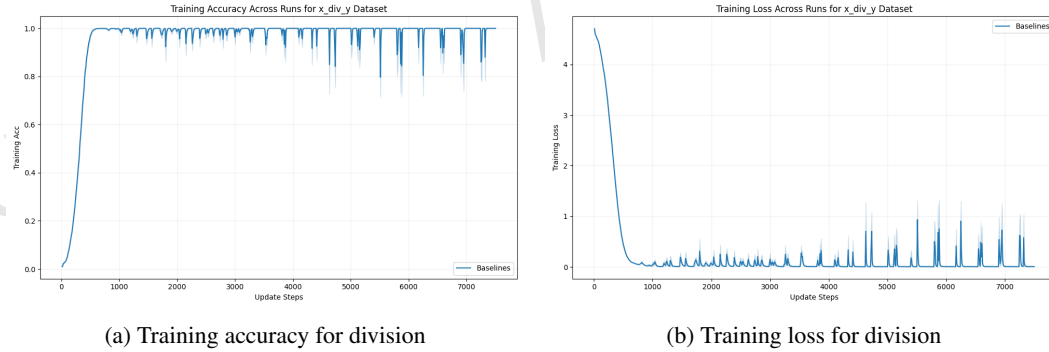 Training Accuracy Across Runs for x_div_y Dataset
1.0
0.8
0.6
0.4
0.2
0.0
Training Acc
0 1000 2000 3000 4000 5000 6000 7000
Update Steps
Baselines
(a) Training accuracy for division
Training Loss Across Runs for x_div_y Dataset
Baselines
4
3
2
1
0
Training Loss
0 1000 2000 3000 4000 5000 6000 7000
Update Steps
(b) Training loss for division